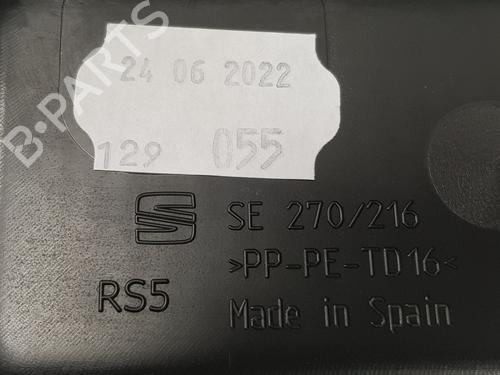 24 06 2022
129 055
B-PARTS
SE 270/216
>PP-PE-TD16<
RS5
Made in Spain